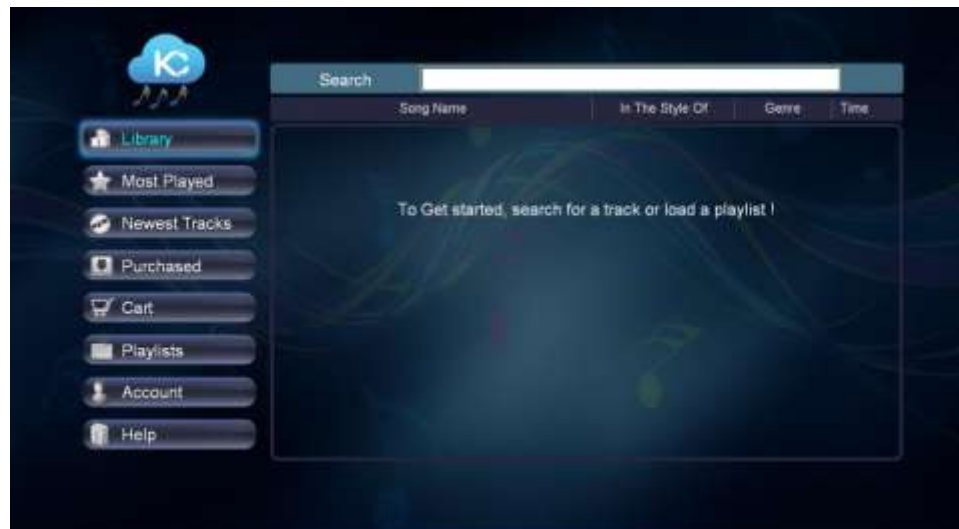 KC
Search
Song Name In The Style Of Genre Time
Library
Most Played
Newest Tracks
Purchased
Cart
Playlists
Account
Help
To Get started, search for a track or load a playlist !